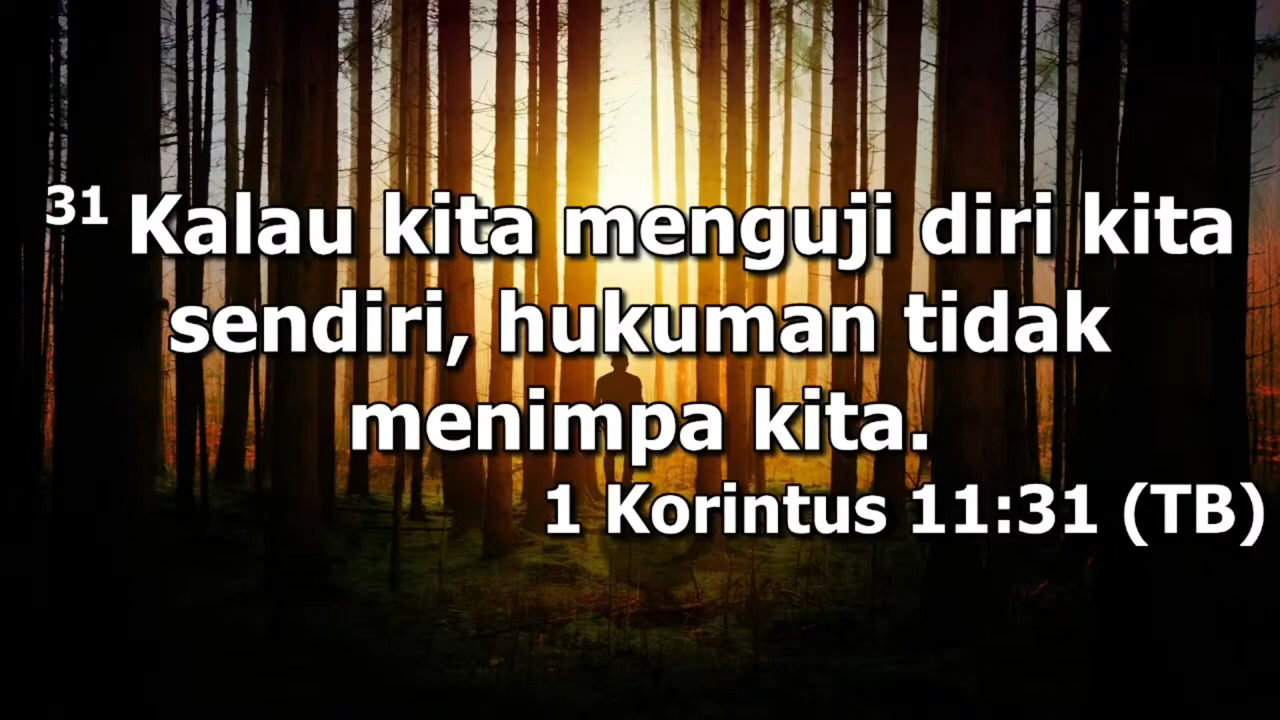 31 Kalau kita menguji diri kita
sendiri, hukuman tidak
menimpa kita.
1 Korintus 11:31 (TB)